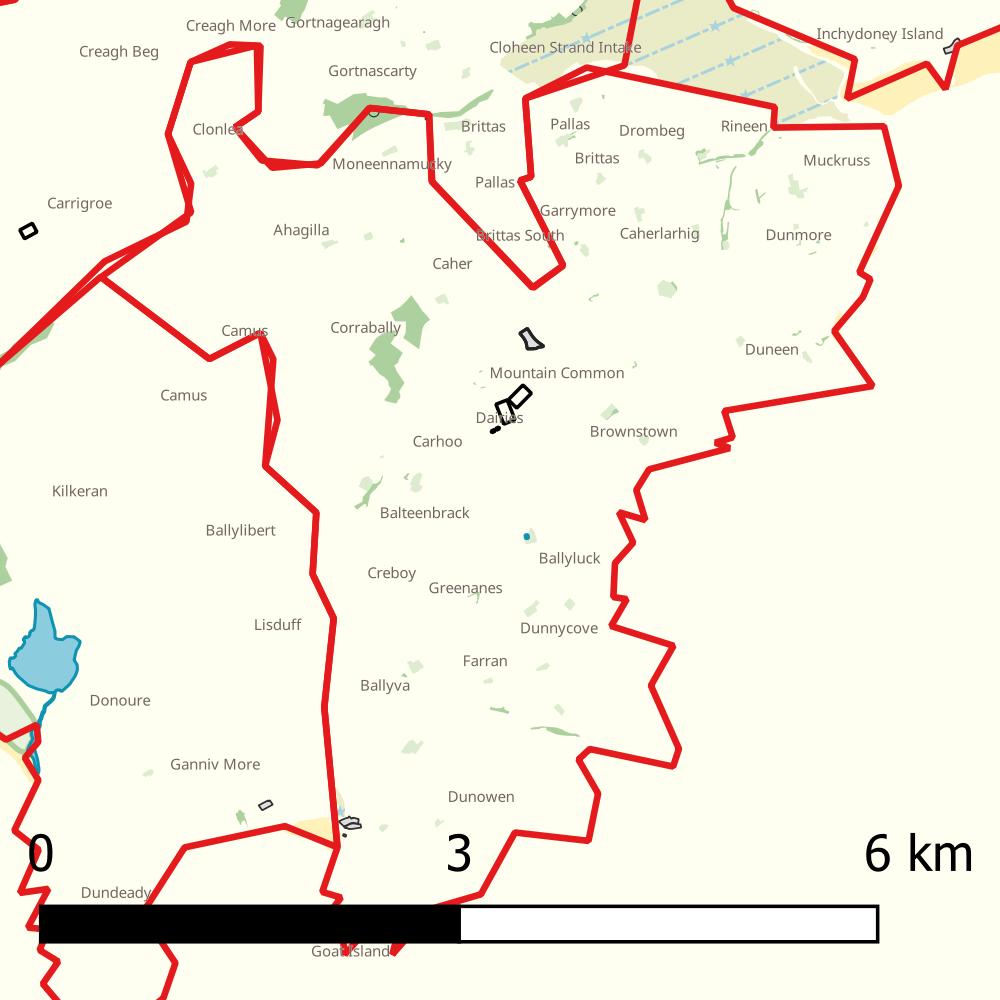 Creagh More
Gortnagearagh
Inchydoney Island
Creagh Beg
Cloheen Strand Intake
Gortnascarty
Clonlea
Brittas
Pallas
Drombeg
Rineen
Moneennamucky
Brittas
Muckruss
Pallas
Carrigroe
Garrymore
Ahagilla
Brittas South
Caherlarhig
Dunmore
Caher
Camus
Corrabally
Duneen
Mountain Common
Camus
Dairies
Carhoo
Brownstown
Kilkeran
Balteenbrack
Ballylibert
Ballyluck
Creboy
Greenanes
Lisduff
Dunnycove
Farran
Ballyva
Donoure
Ganniv More
Dunowen
0 3 6 km
Dundeady
Goat Island